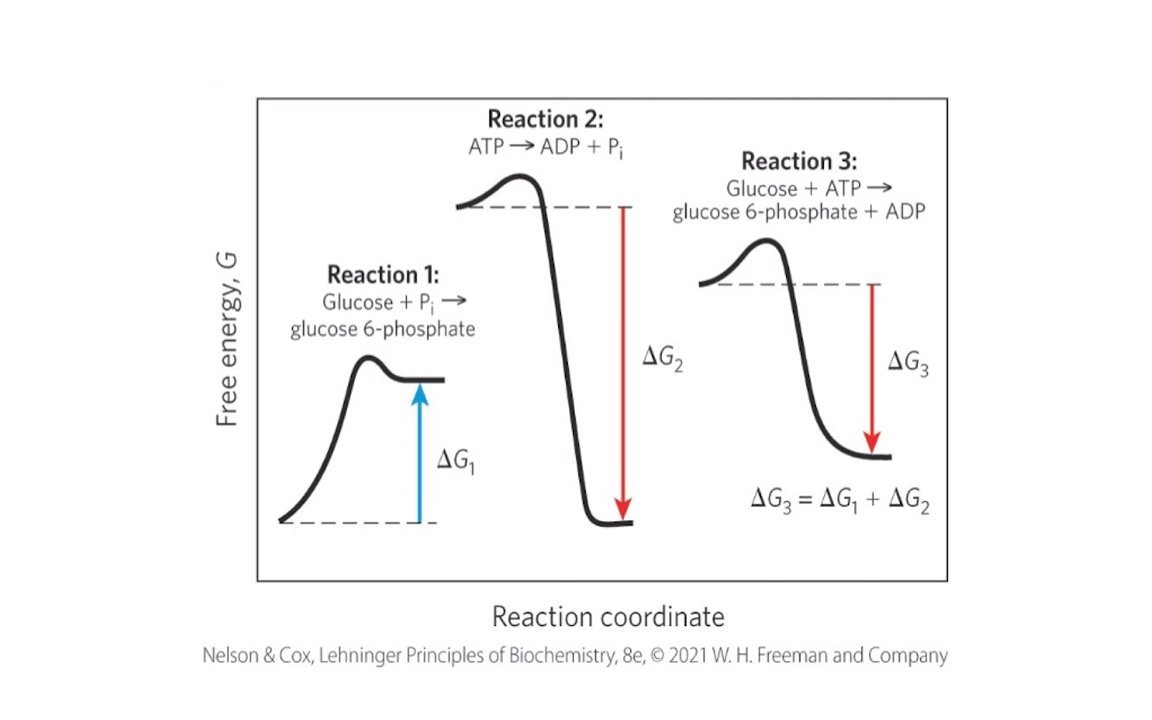 Reaction 2:
ATP → ADP + Pᵢ
Reaction 3:
Glucose + ATP →
glucose 6-phosphate + ADP
Reaction 1:
Glucose + Pᵢ →
glucose 6-phosphate
Free energy, G
ΔG₂
ΔG₃
ΔG₁
ΔG₃ = ΔG₁ + ΔG₂
Reaction coordinate
Nelson & Cox, Lehninger Principles of Biochemistry, 8e, © 2021 W. H. Freeman and Company